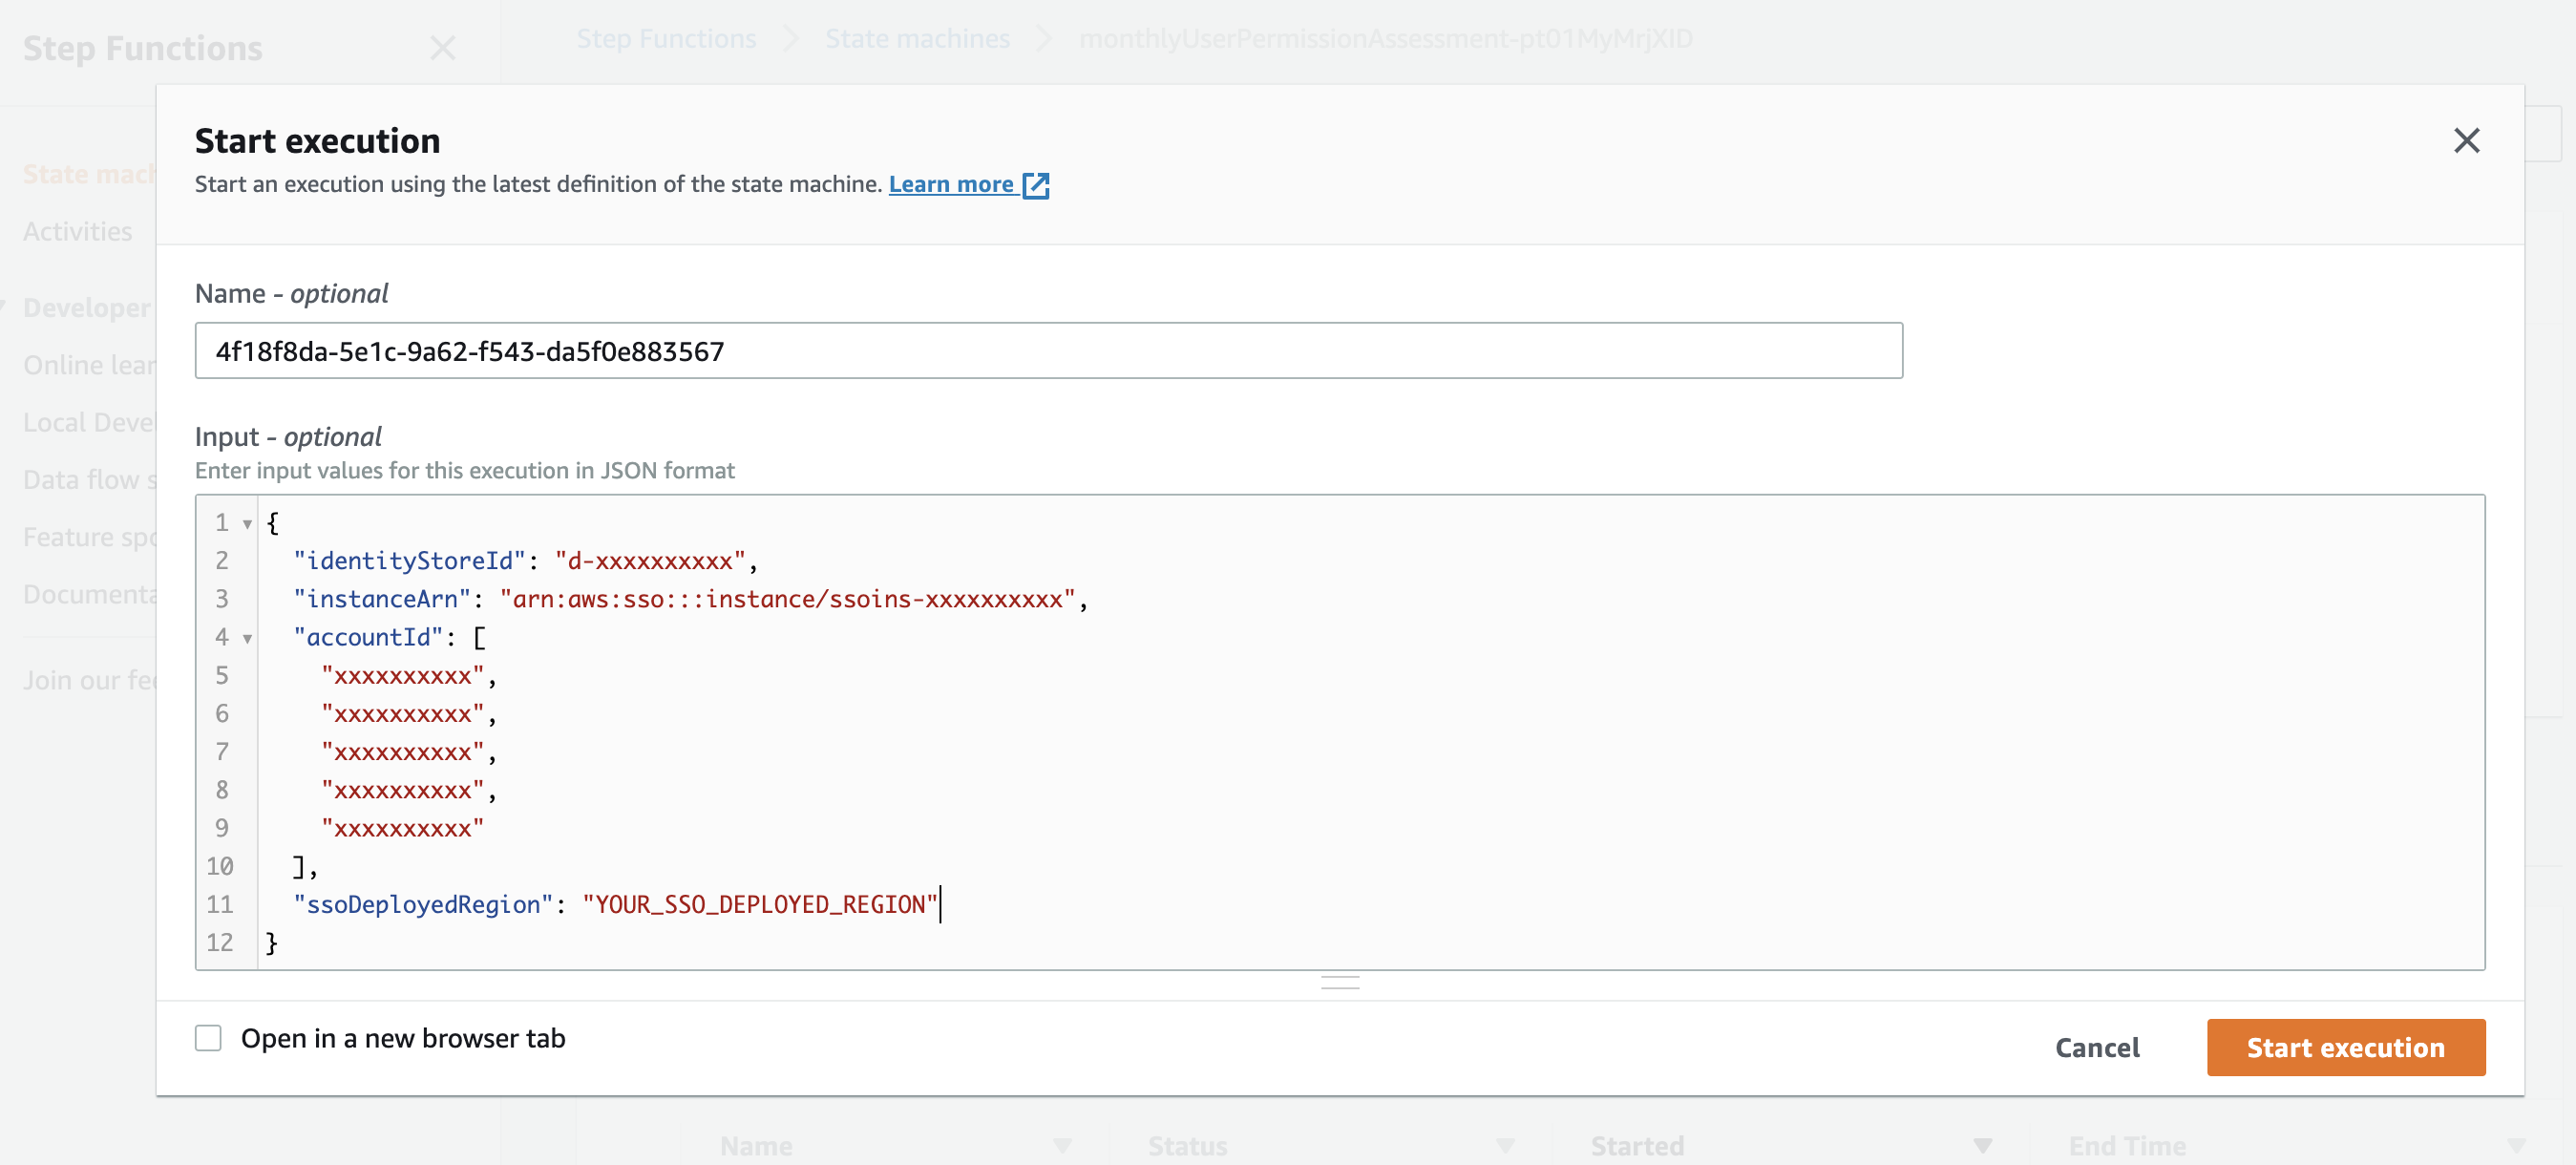 Step Functions
Step Functions
State machines
monthlyUserPermissionAssessment-pt01MyMrjXID
Start execution
Start an execution using the latest definition of the state machine. Learn more
State mach
Activities
Developer
Online lear
Local Devel
Data flow s
Feature spo
Documenta
Join our fee
Name - optional
4f18f8da-5e1c-9a62-f543-da5f0e883567
Input - optional
Enter input values for this execution in JSON format
1 {
2 "identityStoreId": "d-xxxxxxxxxx",
3 "instanceArn": "arn:aws:sso:::instance/ssoins-xxxxxxxxxx",
4 "accountId": [
5 "xxxxxxxxxx",
6 "xxxxxxxxxx",
7 "xxxxxxxxxx",
8 "xxxxxxxxxx",
9 "xxxxxxxxxx"
10 ],
11 "ssoDeployedRegion": "YOUR_SSO_DEPLOYED_REGION"
12 }
Open in a new browser tab
Cancel
Start execution
Name
Status
Started
End Time